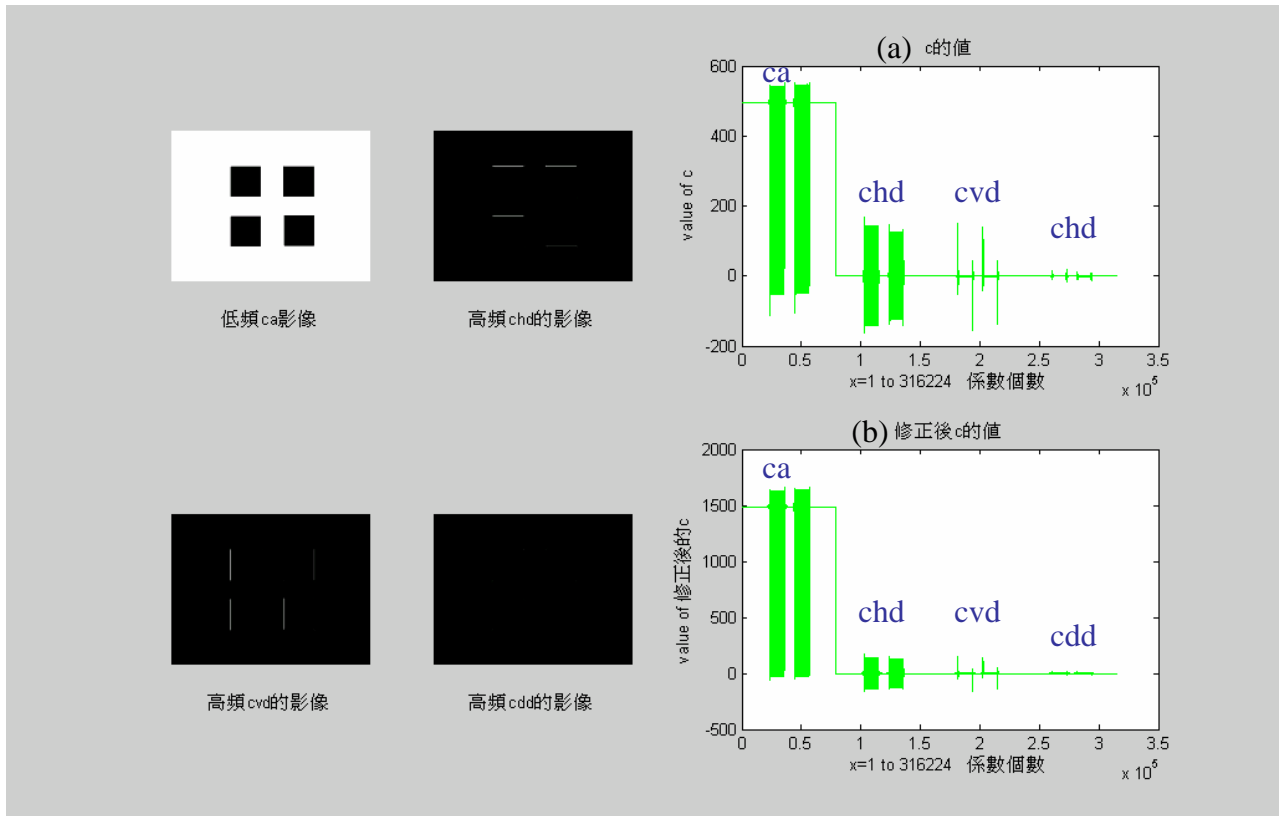 低頻ca影像
高頻chd的影像
高頻cvd的影像
高頻cdd的影像
(a) c的值
600
400
200
0
-200
value of c
ca
chd
cvd
chd
0 0.5 1 1.5 2 2.5 3 3.5
x=1 to 316224 係數個數
x 10^5
(b) 修正後c的值
2000
1500
1000
500
0
-500
value of 修正後的c
ca
chd
cvd
cdd
0 0.5 1 1.5 2 2.5 3 3.5
x=1 to 316224 係數個數
x 10^5